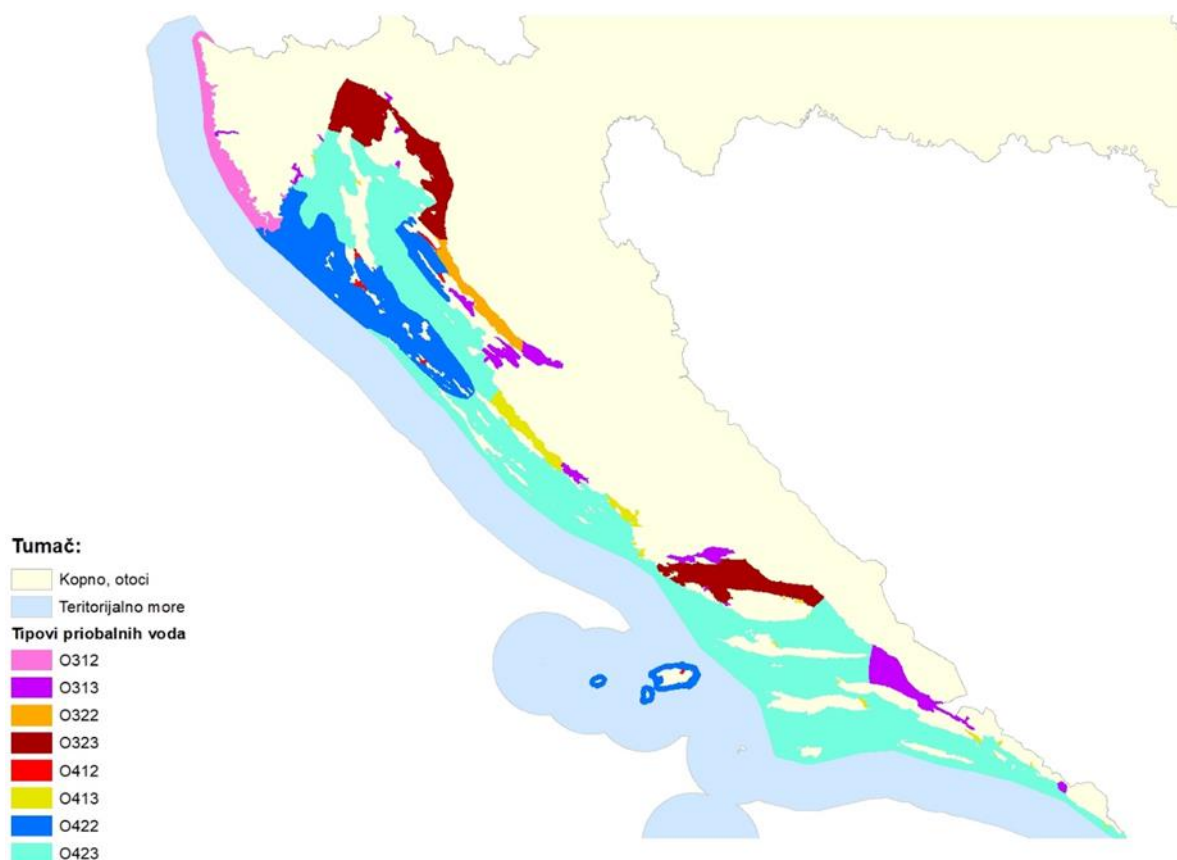 Tumač:
Kopno, otoci
Teritorijalno more
Tipovi priobalnih voda
O312
O313
O322
O323
O412
O413
O422
O423